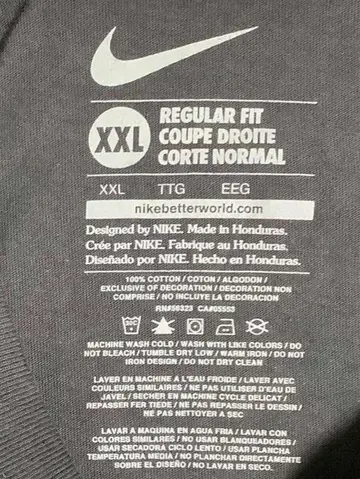 XXL
REGULAR FIT
COUPE DROITE
CORTE NORMAL
XXL TTG EEG
nikebetterworld.com
Designed by NIKE. Made in Honduras.
Crée par NIKE. Fabrique au Honduras.
Diseñado por NIKE. Hecho en Honduras.
100% COTTON / COTON / ALGODON
EXCLUSIVE OF DECORATION / DECORATION NON
COMPRISE / NO INCLUYE LA DECORACION
RN#56323 CA#05553
MACHINE WASH COLD / WASH WITH LIKE COLORS / DO
NOT BLEACH / TUMBLE DRY LOW / WARM IRON / DO NOT
IRON DESIGN / DO NOT DRY CLEAN
LAVER EN MACHINE A L'EAU FROIDE / LAVER AVEC
COULEURS SIMILAIRES / NE PAS UTILISER D'EAU DE
JAVEL / SECHER EN MACHINE CYCLE DELICAT /
REPASSER FER TIEDE / NE PAS REPASSER LE DESSIN /
NE PAS NETTOYER A SEC
LAVAR A MAQUINA EN AGUA FRIA / LAVAR CON
COLORES SIMILARES / NO USAR BLANQUEADORES /
USAR SECADORA CICLO LENTO / USAR PLANCHA
TEMPERATURA MEDIA / NO PLANCHAR DIRECTAMENTE
SOBRE EL DISEÑO / NO LAVAR EN SECO.